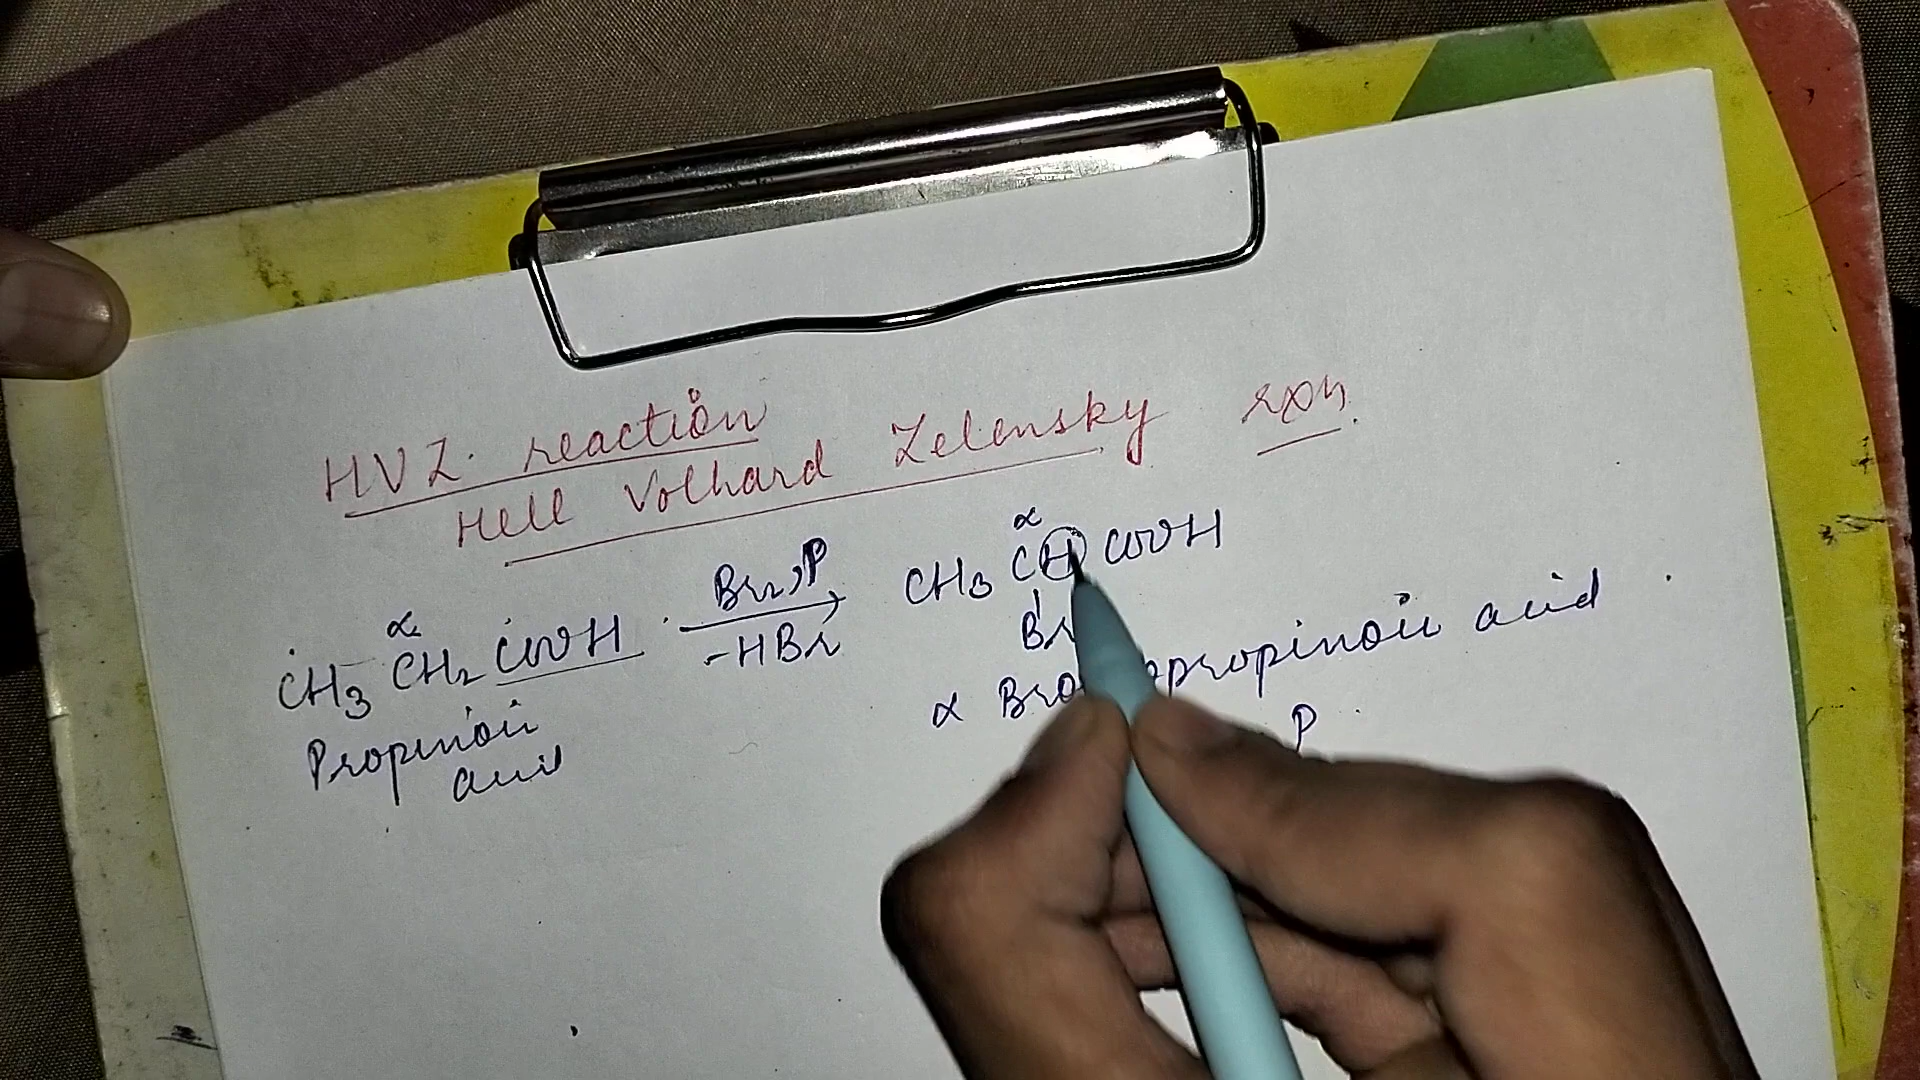 HVZ. reaction
Hell Volhard Zelensky rxn.
α
CH3 CH2 COOH
Br2, P
-HBr
Propinoic
acid
α
CH3 CH COOH
Br
α Bro opropinoic acid
P